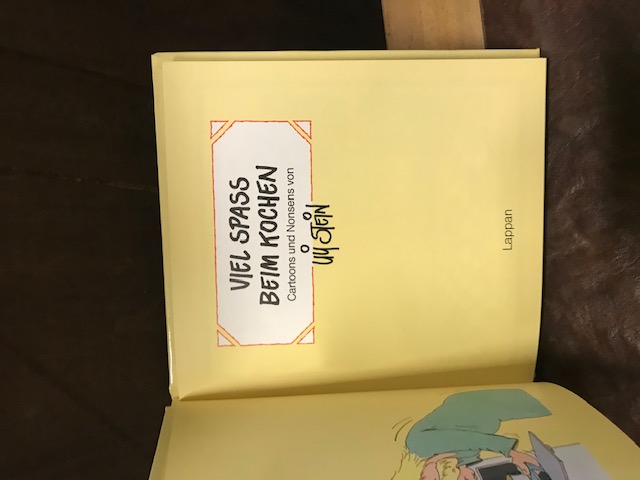 VIEL SPASS
BEIM KOCHEN
Cartoons und Nonsens von
Uli STEIN
Lappan